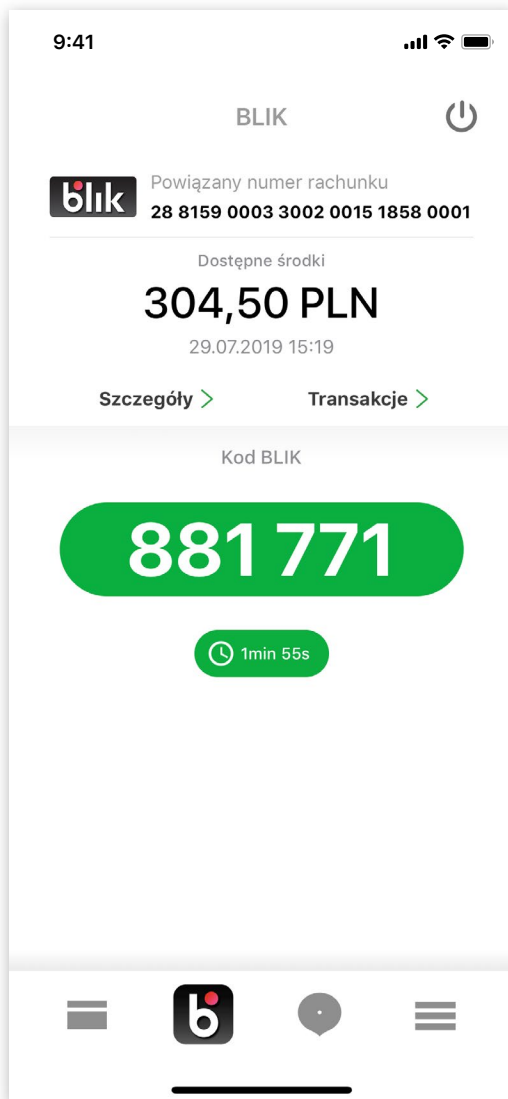 9:41
BLIK
blik
Powiązany numer rachunku
28 8159 0003 3002 0015 1858 0001
Dostępne środki
304,50 PLN
29.07.2019 15:19
Szczegóły
Transakcje
Kod BLIK
881 771
1min 55s
b